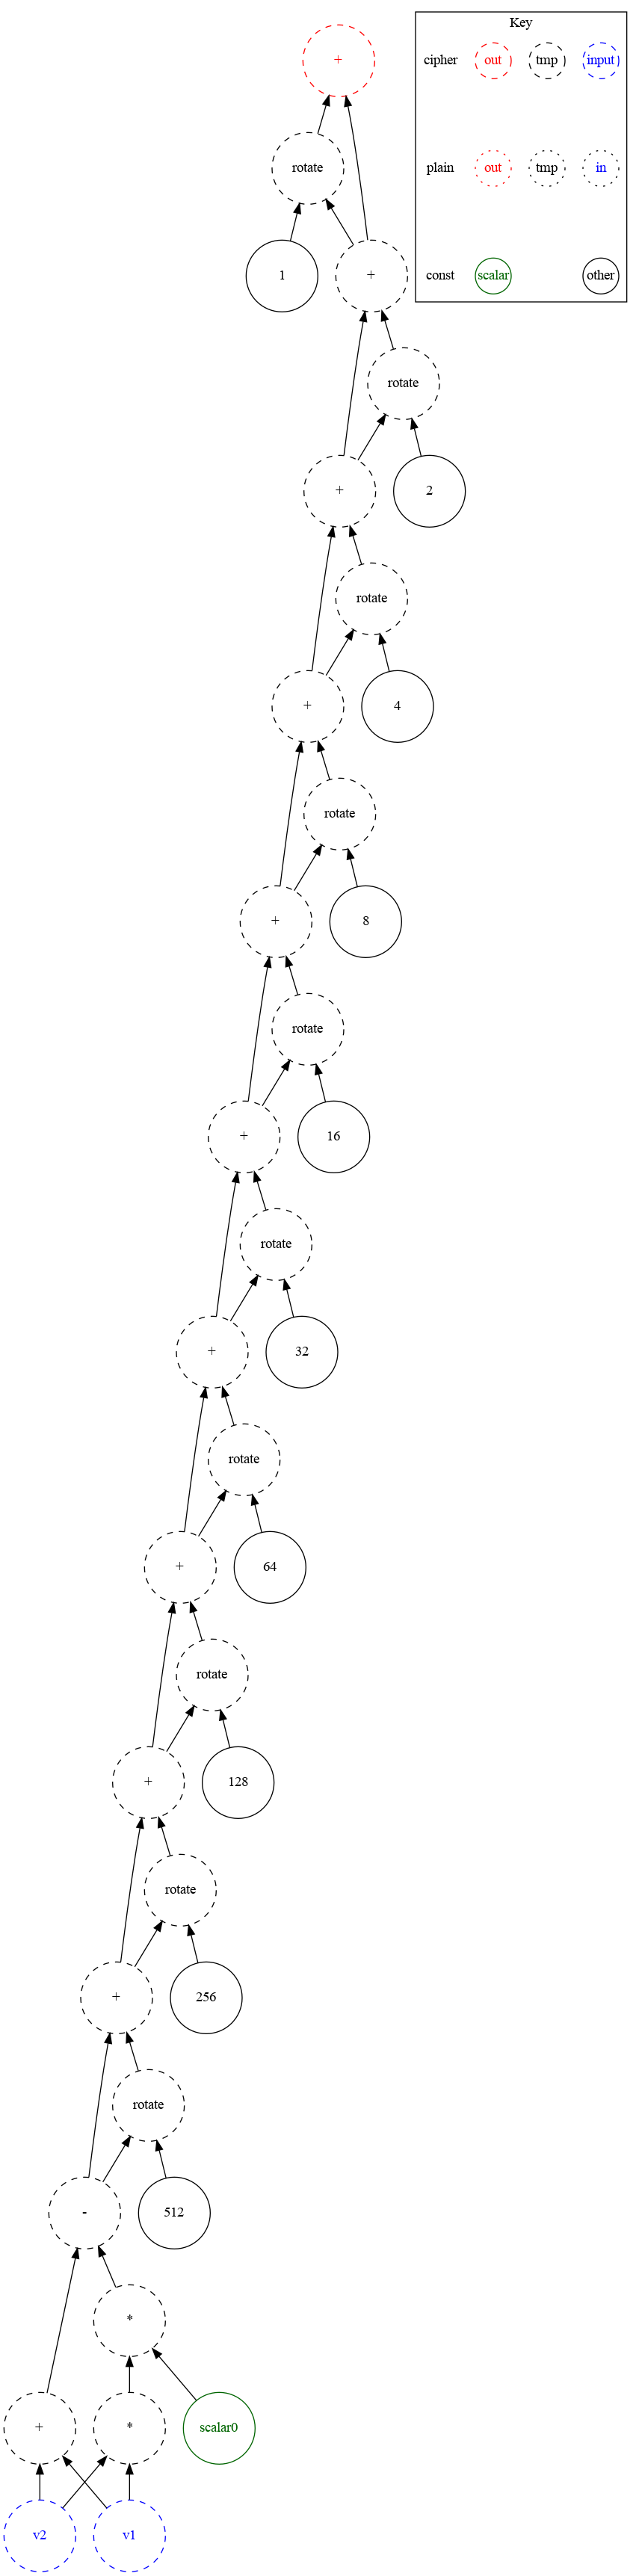 Key
+
cipher out tmp input
rotate
plain out tmp in
1
+
const scalar other
rotate
+
2
rotate
+
4
rotate
+
8
rotate
+
16
rotate
+
32
rotate
+
64
rotate
+
128
rotate
+
256
rotate
-
512
*
+ * scalar0
v2 v1